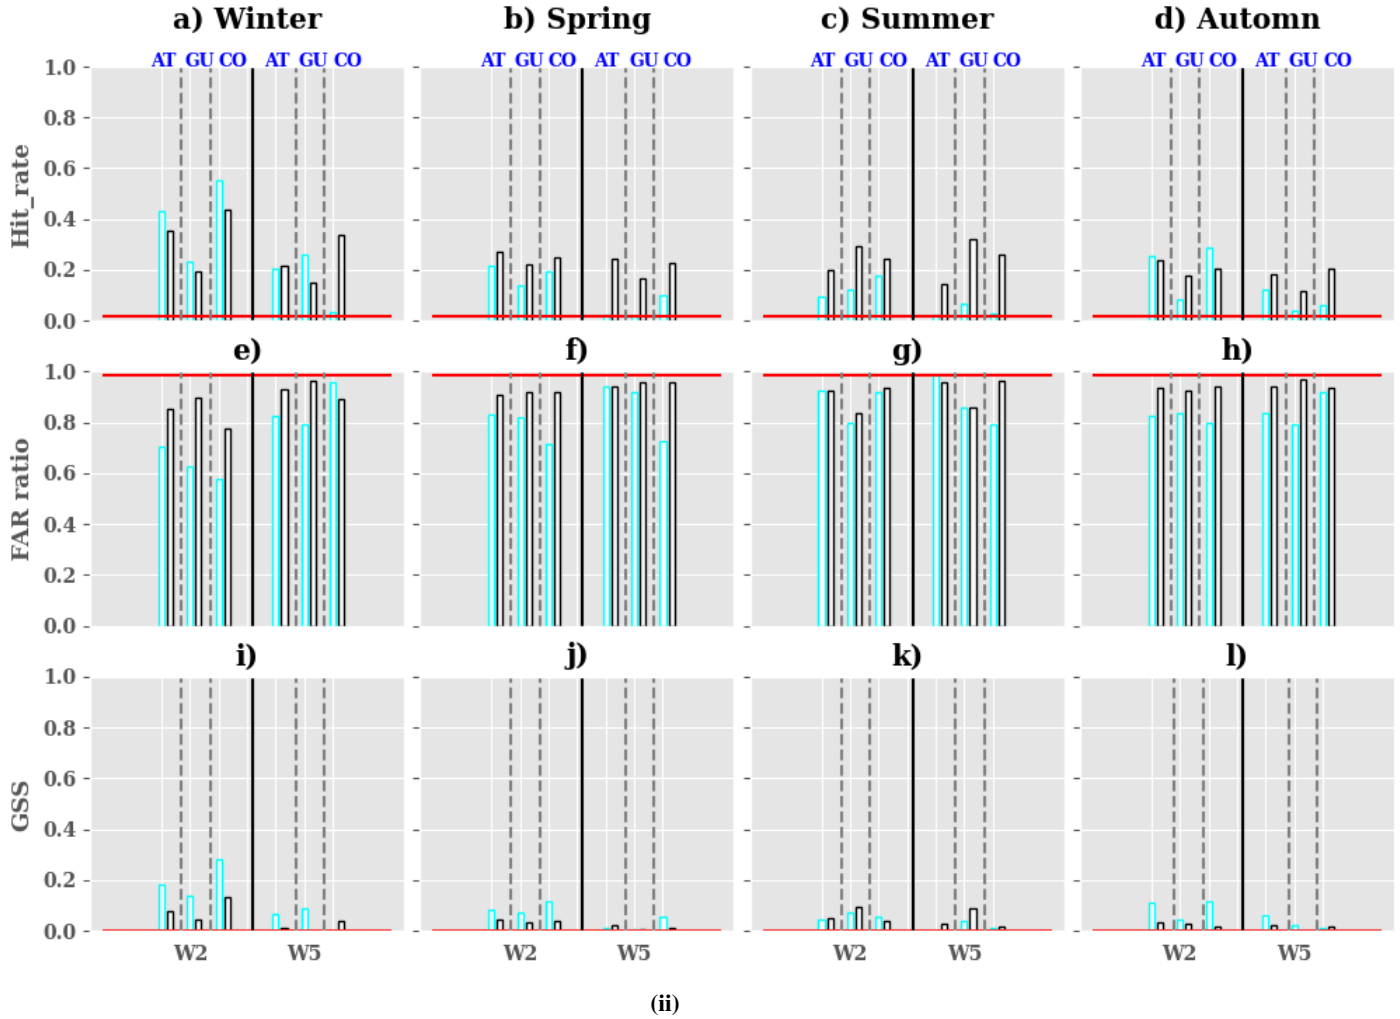 a) Winter b) Spring c) Summer d) Automn
AT GU CO AT GU CO AT GU CO AT GU CO AT GU CO AT GU CO AT GU CO AT GU CO
1.0
0.8
0.6
0.4
0.2
0.0
Hit_rate
e) f) g) h)
1.0
0.8
0.6
0.4
0.2
0.0
FAR ratio
i) j) k) l)
1.0
0.8
0.6
0.4
0.2
0.0
GSS
W2 W5 W2 W5 W2 W5 W2 W5
(ii)